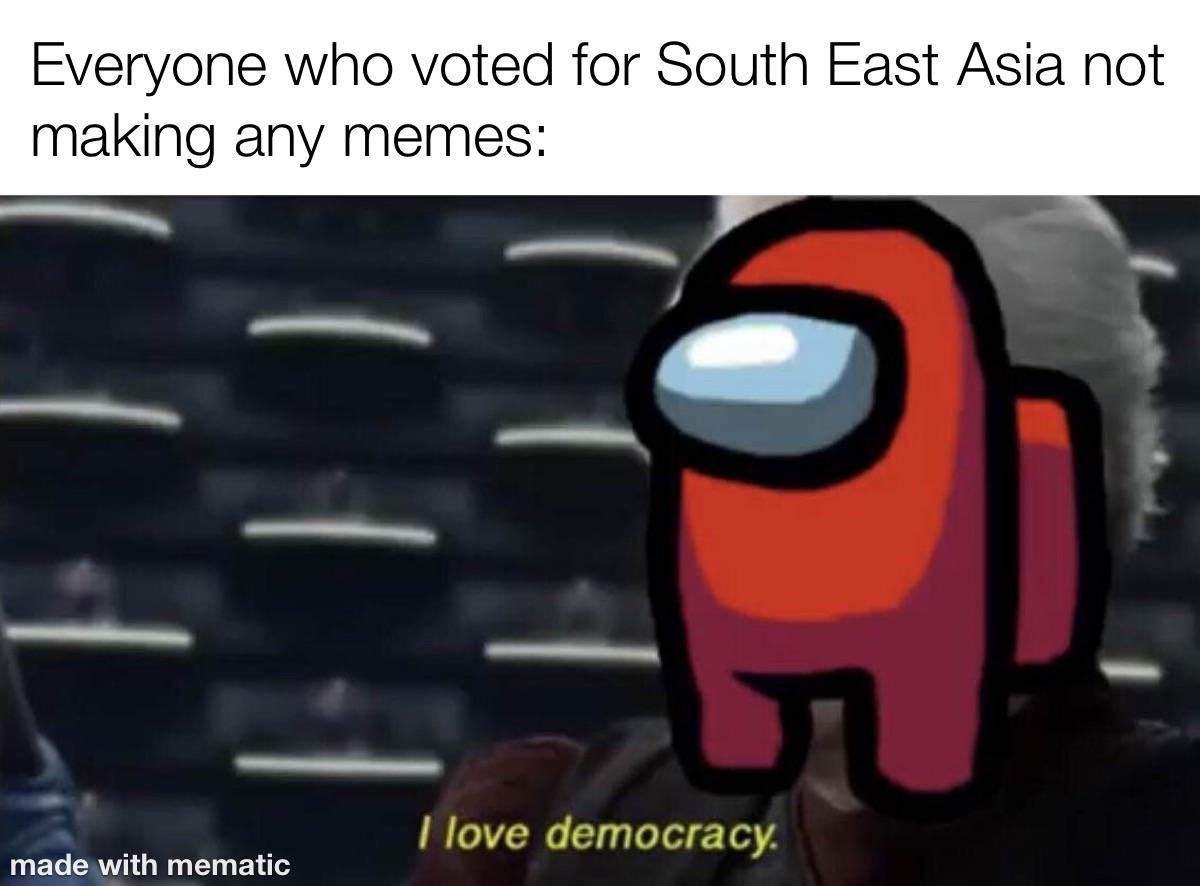 Everyone who voted for South East Asia not
making any memes:
I love democracy.
made with mematic